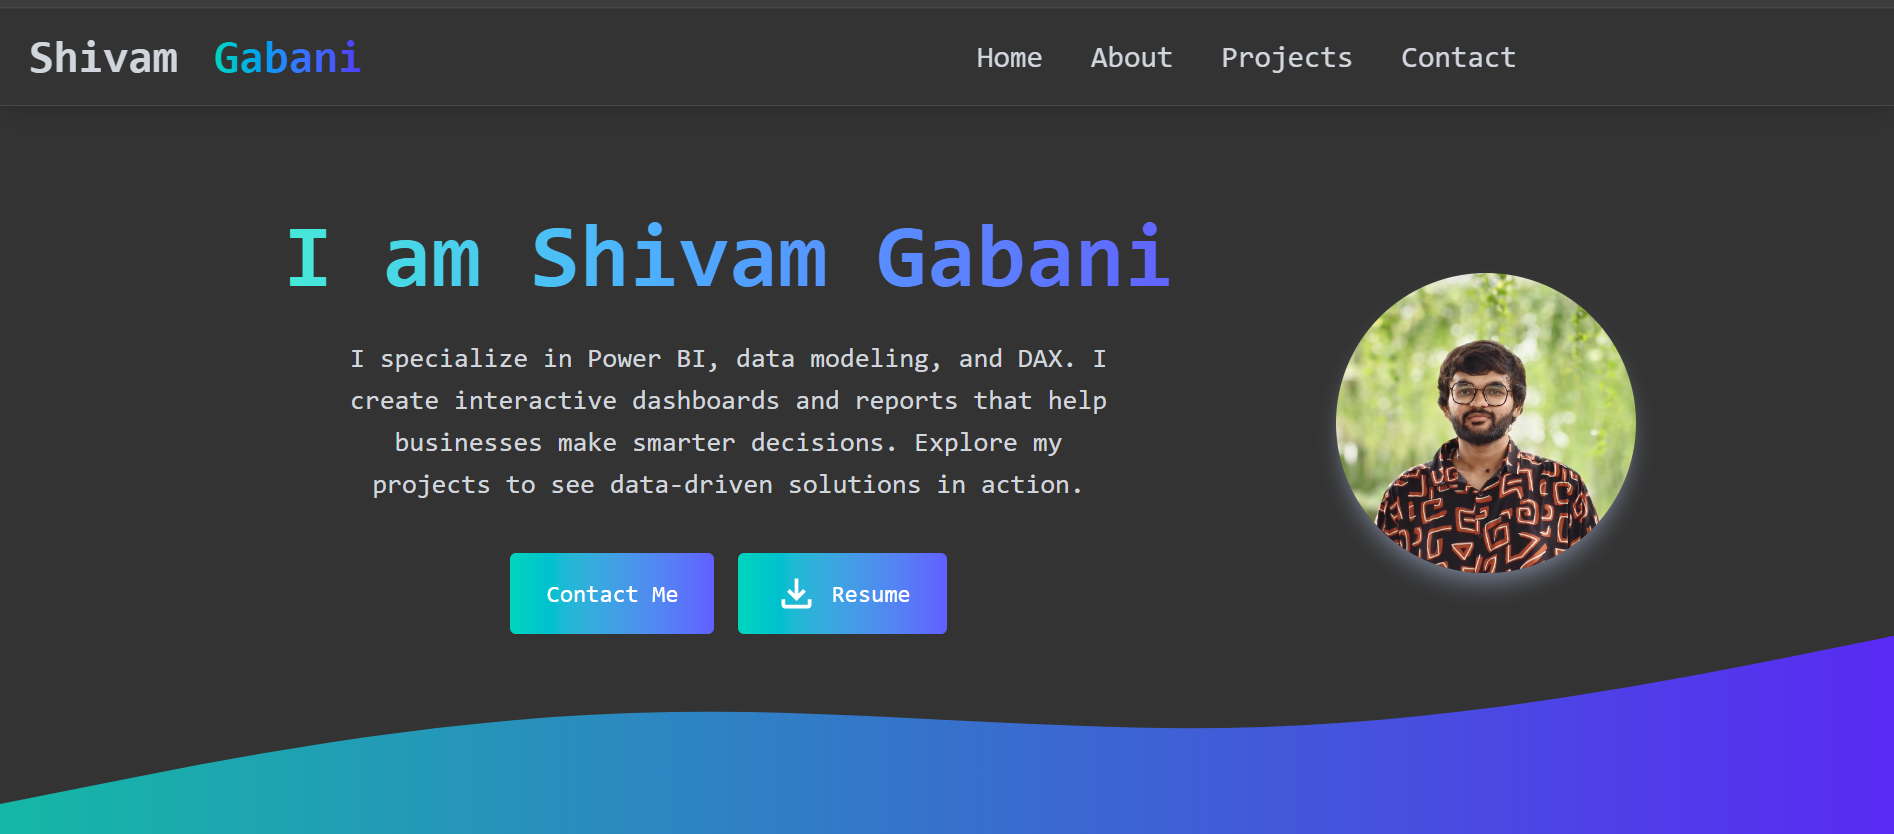 Shivam Gabani
Home About Projects Contact
I am Shivam Gabani
I specialize in Power BI, data modeling, and DAX. I
create interactive dashboards and reports that help
businesses make smarter decisions. Explore my
projects to see data-driven solutions in action.
Contact Me
Resume